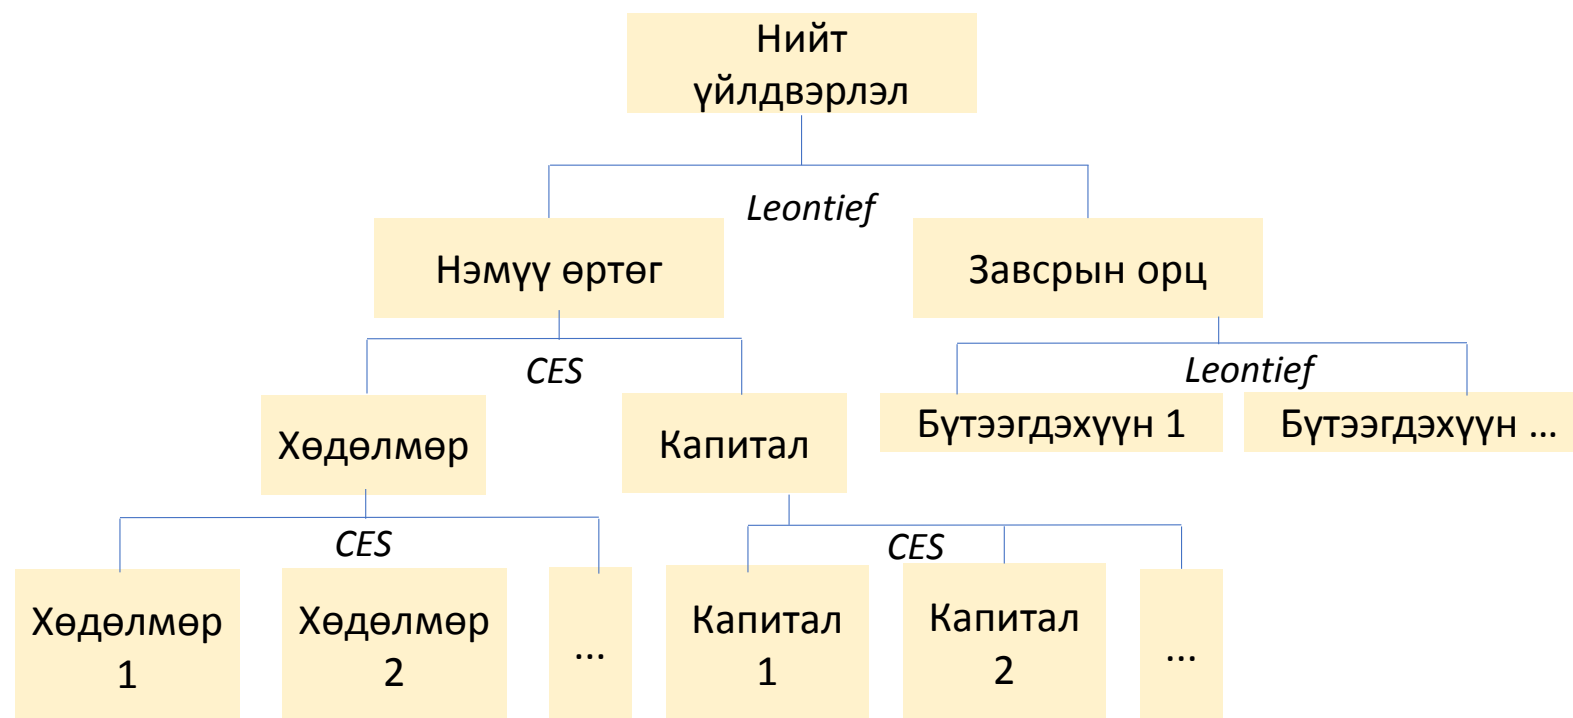 Нийт
үйлдвэрлэл
Leontief
Нэмүү өртөг
Завсрын орц
CES
Leontief
Хөдөлмөр
Капитал
Бүтээгдэхүүн 1
Бүтээгдэхүүн ...
CES
CES
Хөдөлмөр
1
Хөдөлмөр
2
...
Капитал
1
Капитал
2
...